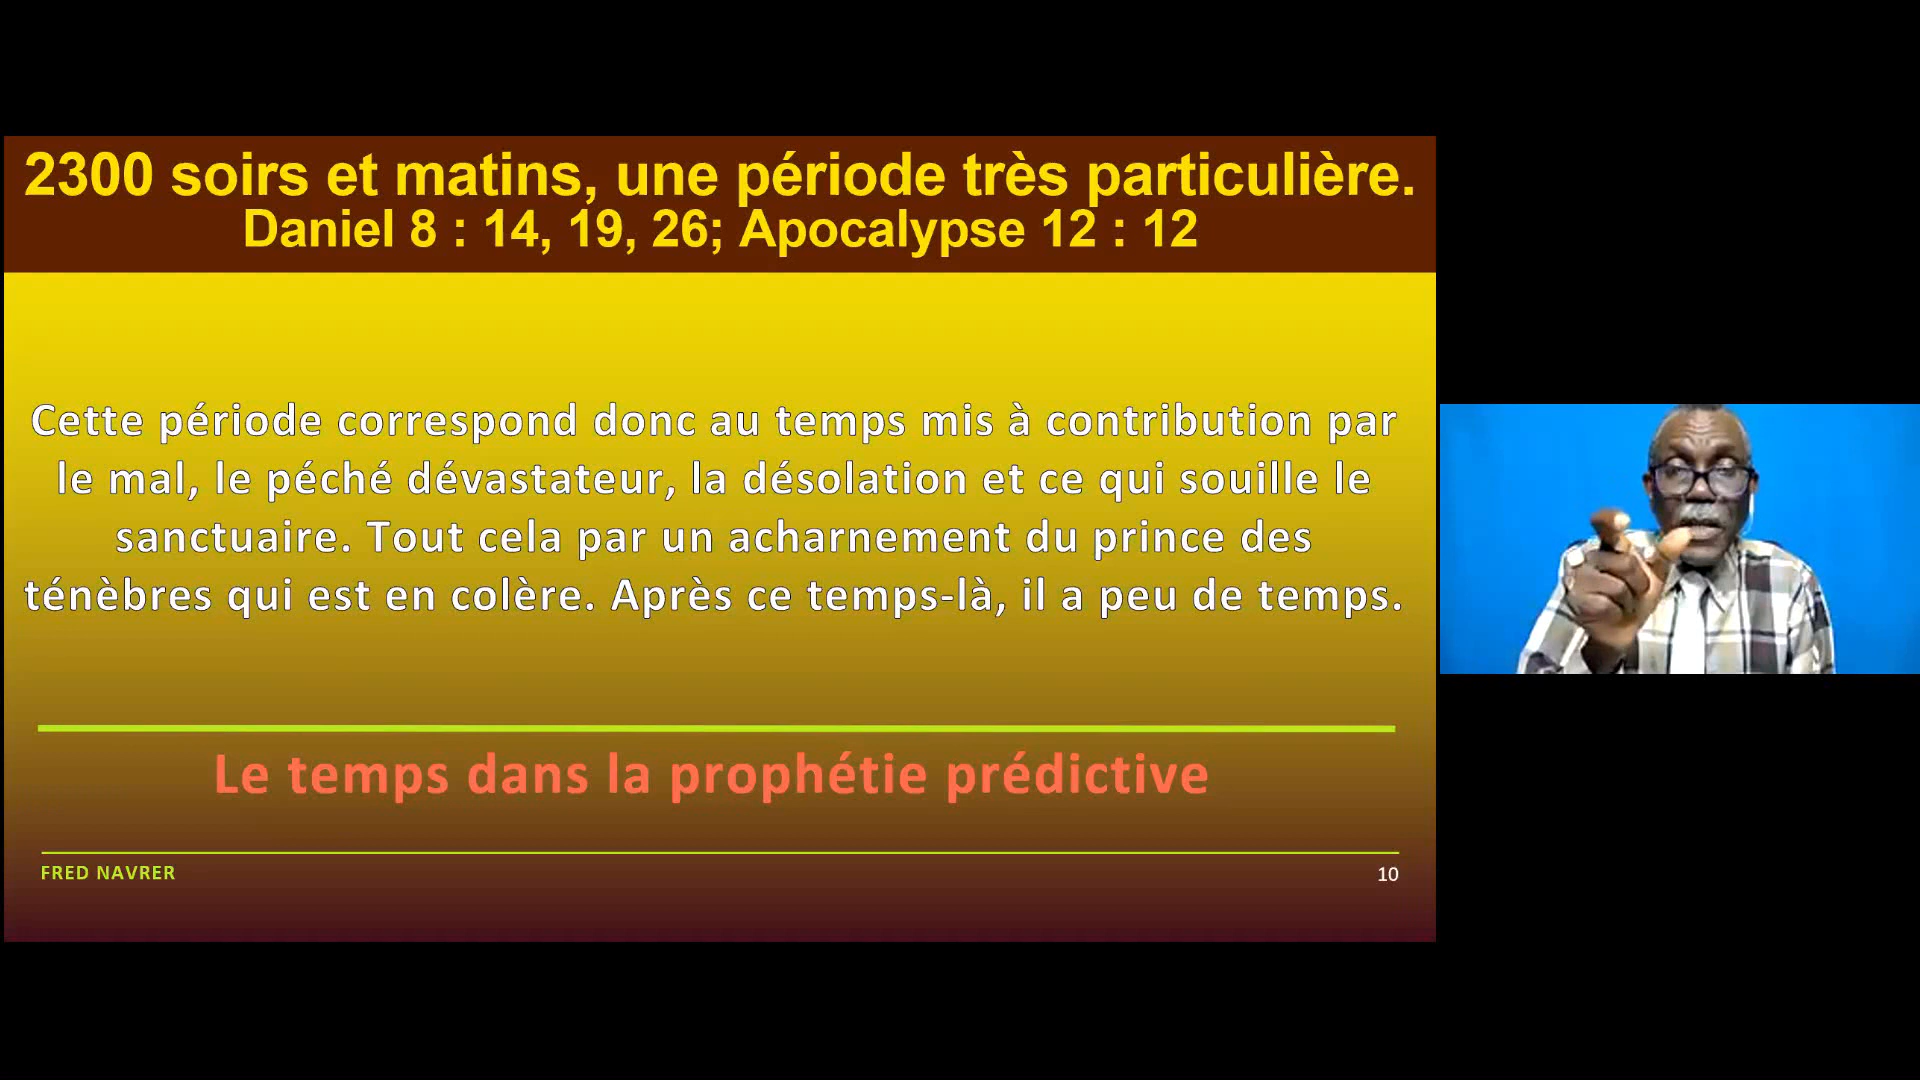 2300 soirs et matins, une période très particulière.
Daniel 8 : 14, 19, 26; Apocalypse 12 : 12
Cette période correspond donc au temps mis à contribution par
le mal, le péché dévastateur, la désolation et ce qui souille le
sanctuaire. Tout cela par un acharnement du prince des
ténèbres qui est en colère. Après ce temps-là, il a peu de temps.
Le temps dans la prophétie prédictive
FRED NAVRER
10